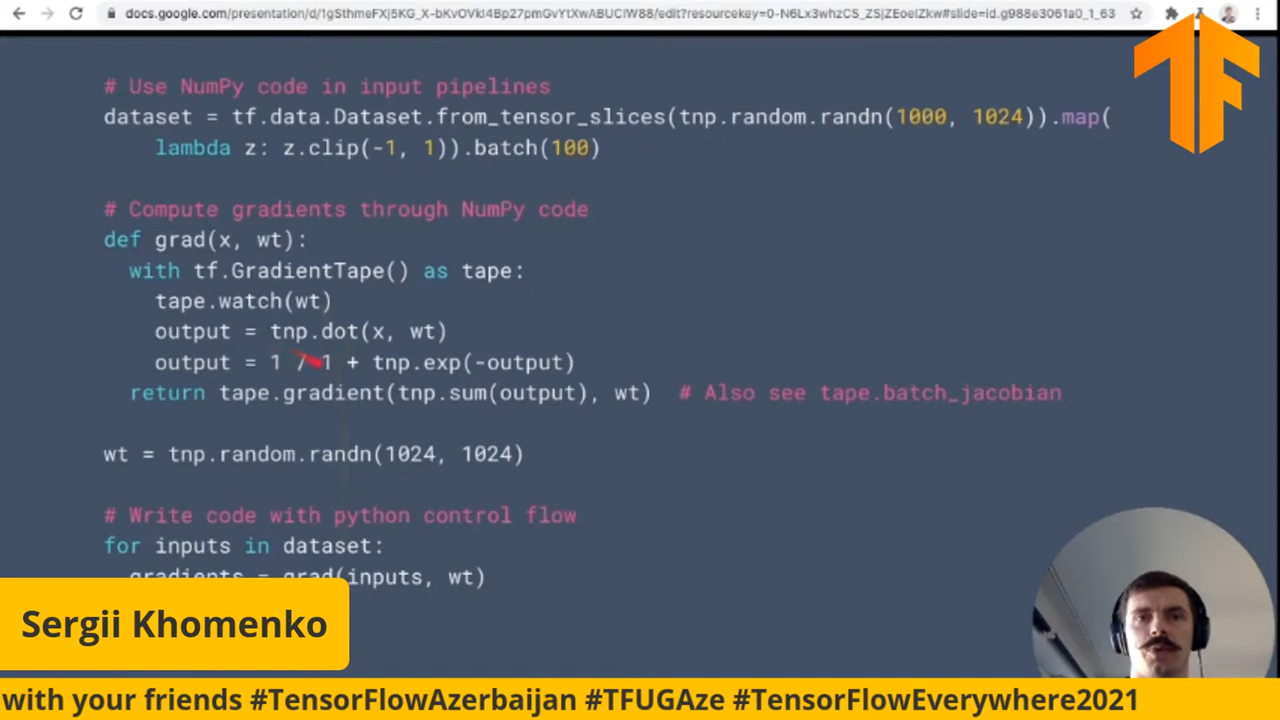 docs.google.com/presentation/d/1gSthmeFXj5KG_X-bKvOVkI4Bp27pmGvYtXwABUCIW88/edit?resourcekey=0-N6Lx3whzCS_ZSjZEoeIZkw#slide=id.g988e3061a0_1_63
# Use NumPy code in input pipelines
dataset = tf.data.Dataset.from_tensor_slices(tnp.random.randn(1000, 1024)).map(
lambda z: z.clip(-1, 1)).batch(100)
# Compute gradients through NumPy code
def grad(x, wt):
with tf.GradientTape() as tape:
tape.watch(wt)
output = tnp.dot(x, wt)
output = 1 / 1 + tnp.exp(-output)
return tape.gradient(tnp.sum(output), wt) # Also see tape.batch_jacobian
wt = tnp.random.randn(1024, 1024)
# Write code with python control flow
for inputs in dataset:
gradients = grad(inputs, wt)
Sergii Khomenko
with your friends #TensorFlowAzerbaijan #TFUGAze #TensorFlowEverywhere2021